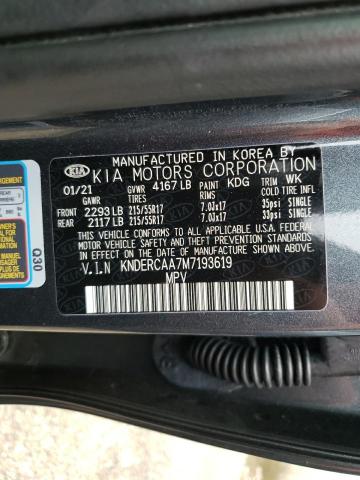 MANUFACTURED IN KOREA BY
KIA KIA MOTORS CORPORATION
01/21 GVWR 4167 LB PAINT KDG TRIM WK
GAWR TIRES RIMS COLD TIRE INFL
FRONT 2293 LB 215/55R17 7.0Jx17 35psi SINGLE
REAR 2117 LB 215/55R17 7.0Jx17 33psi SINGLE
THIS VEHICLE CONFORMS TO ALL APPLICABLE U.S.A. FEDERAL
MOTOR VEHICLE SAFETY, BUMPER, AND THEFT PREVENTION STANDARDS
IN EFFECT ON THE DATE OF MANUFACTURE SHOWN ABOVE.
V.I.N KNDERCAA7M7193619
MPV
Q30